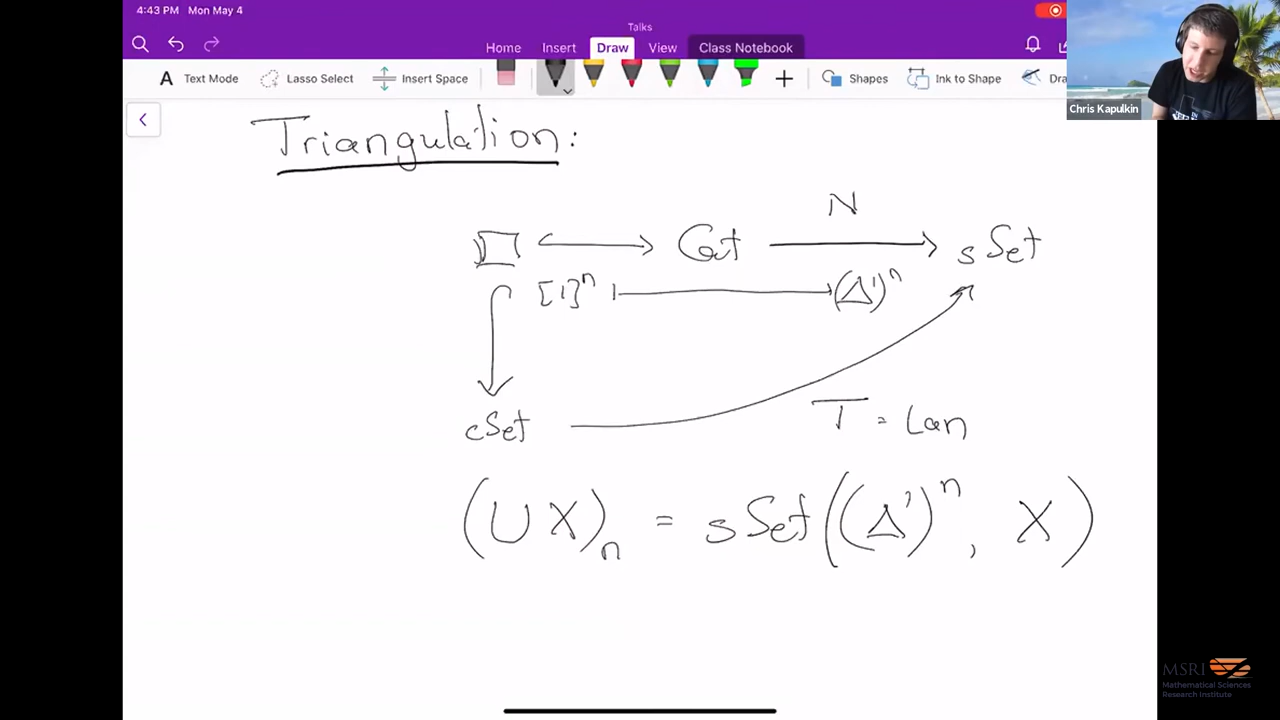 4:43 PM Mon May 4
Talks
Home Insert Draw View Class Notebook
Text Mode Lasso Select Insert Space Shapes Ink to Shape Dra
Chris Kapulkin
Triangulation:
□ → Cat N → sSet
[1]ⁿ ↦ (Δ¹)ⁿ
cSet T = Lan
(UX)ₙ = sSet((Δ¹)ⁿ, X)
MSRI
Mathematical Sciences
Research Institute